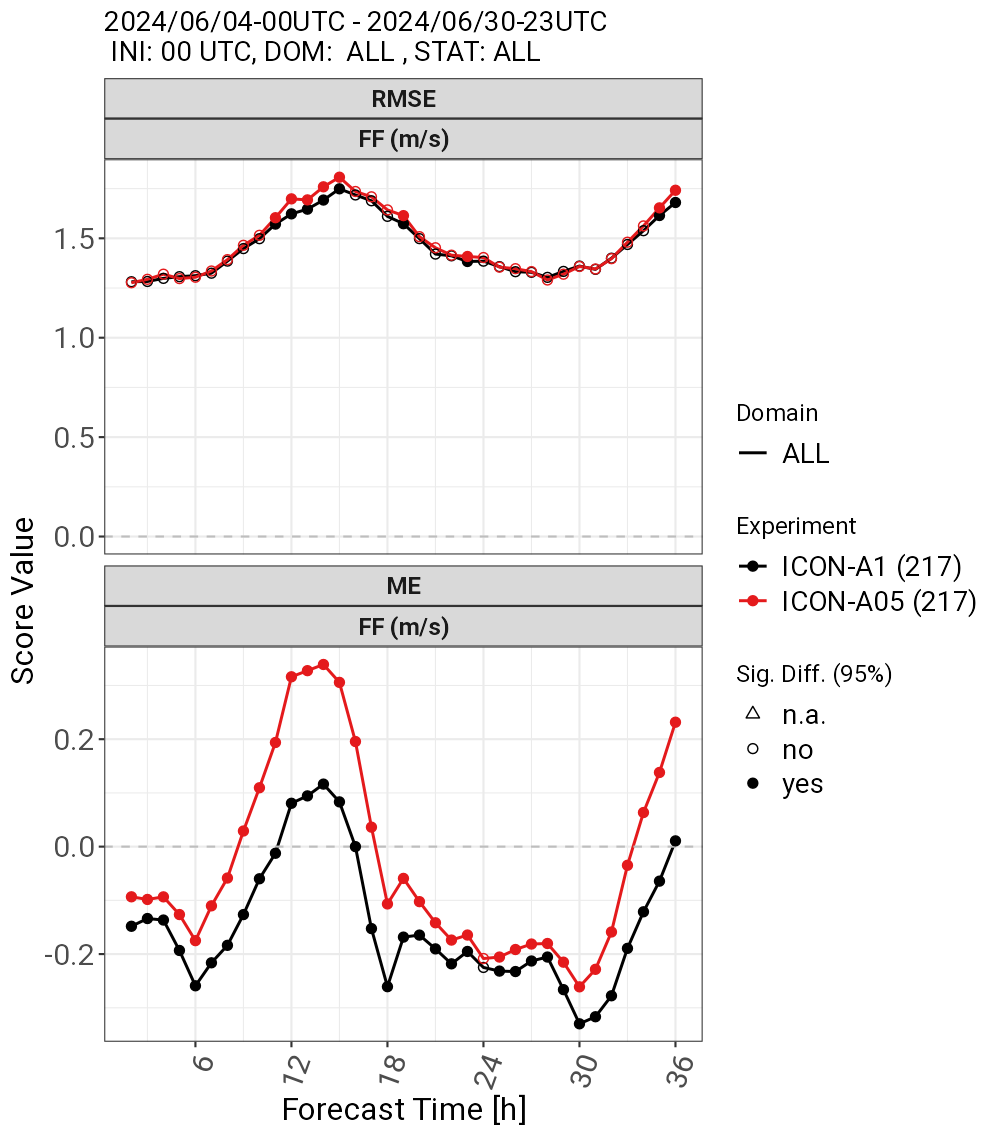 2024/06/04-00UTC - 2024/06/30-23UTC
INI: 00 UTC, DOM:  ALL , STAT: ALL
RMSE
FF (m/s)
1.5
1.0
0.5
0.0
ME
FF (m/s)
0.2
0.0
-0.2
6 12 18 24 30 36
Forecast Time [h]
Score Value
Domain
ALL
Experiment
ICON-A1 (217)
ICON-A05 (217)
Sig. Diff. (95%)
n.a.
no
yes